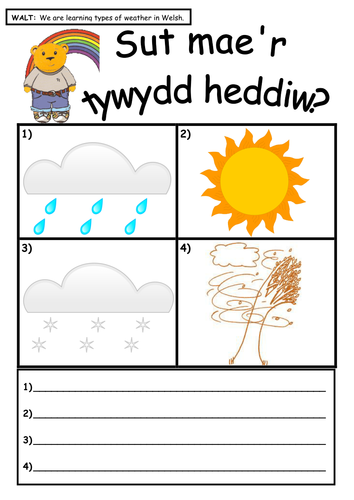 WALT: We are learning types of weather in Welsh.
Sut mae'r
tywydd heddiw?
1)
2)
3)
4)
1)
2)
3)
4)